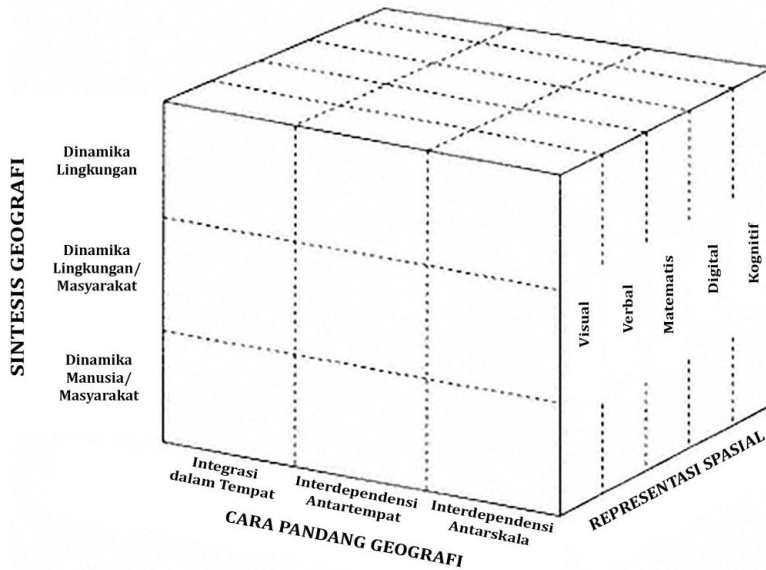 SINTESIS GEOGRAFI
Dinamika
Lingkungan
Dinamika
Lingkungan/
Masyarakat
Dinamika
Manusia/
Masyarakat
Integrasi
dalam Tempat
Interdependensi
Antartempat
Interdependensi
Antarskala
CARA PANDANG GEOGRAFI
Visual
Verbal
Matematis
Digital
Kognitif
REPRESENTASI SPASIAL